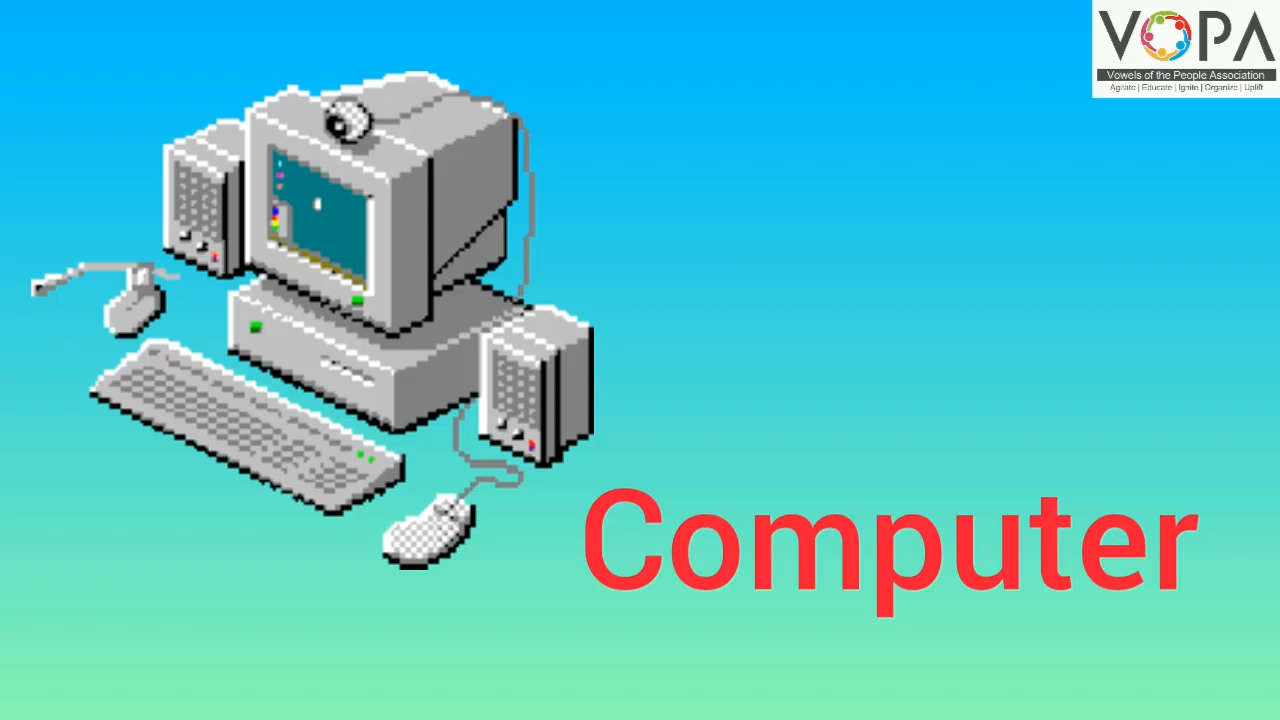 VOPA
Vowels of the People Association
Agitate | Educate | Ignite | Organize | Uplift
Computer